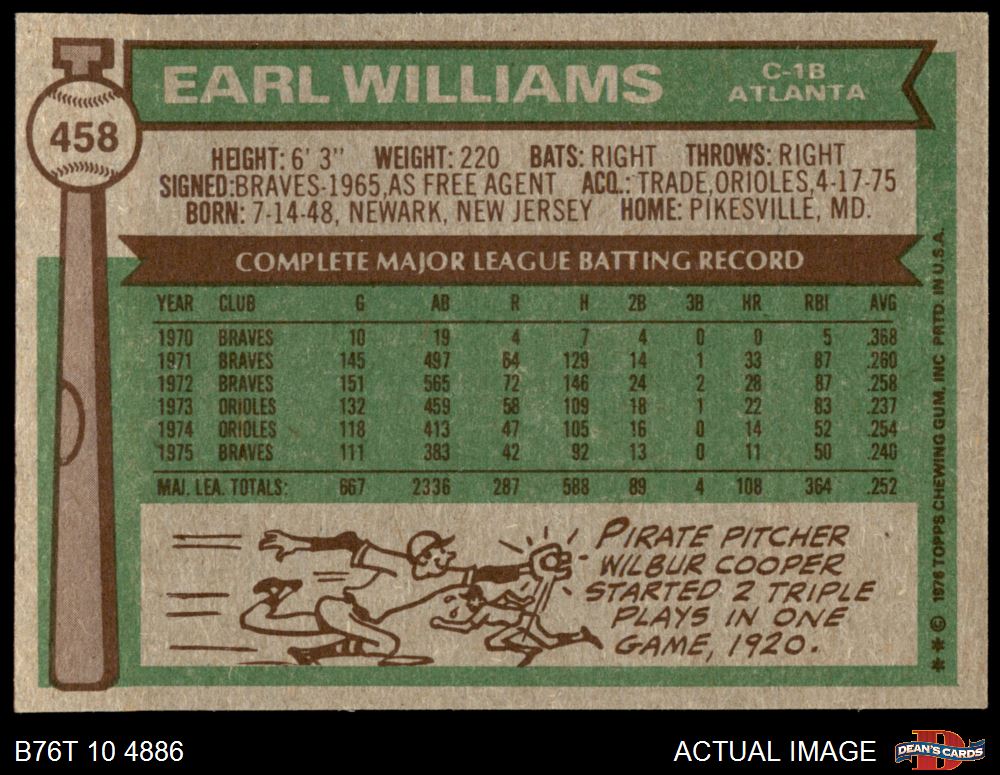 T
458
EARL WILLIAMS
C-1B
ATLANTA
HEIGHT: 6' 3" WEIGHT: 220 BATS: RIGHT THROWS: RIGHT
SIGNED:BRAVES-1965,AS FREE AGENT ACQ.: TRADE,ORIOLES,4-17-75
BORN: 7-14-48, NEWARK, NEW JERSEY HOME: PIKESVILLE, MD.
COMPLETE MAJOR LEAGUE BATTING RECORD
YEAR CLUB G AB R H 2B 3B HR RBI AVG
1970 BRAVES 10 19 4 7 4 0 0 5 .368
1971 BRAVES 145 497 64 129 14 1 33 87 .260
1972 BRAVES 151 565 72 146 24 2 28 87 .258
1973 ORIOLES 132 459 58 109 18 1 22 83 .237
1974 ORIOLES 118 413 47 105 16 0 14 52 .254
1975 BRAVES 111 383 42 92 13 0 11 50 .240
MAJ. LEA. TOTALS: 667 2336 287 588 89 4 108 364 .252
PIRATE PITCHER
WILBUR COOPER
STARTED 2 TRIPLE
PLAYS IN ONE
GAME, 1920.
** © 1976 TOPPS CHEWING GUM, INC PRTD. IN U.S.A.
B76T 10 4886
ACTUAL IMAGE
D
DEAN'S CARDS